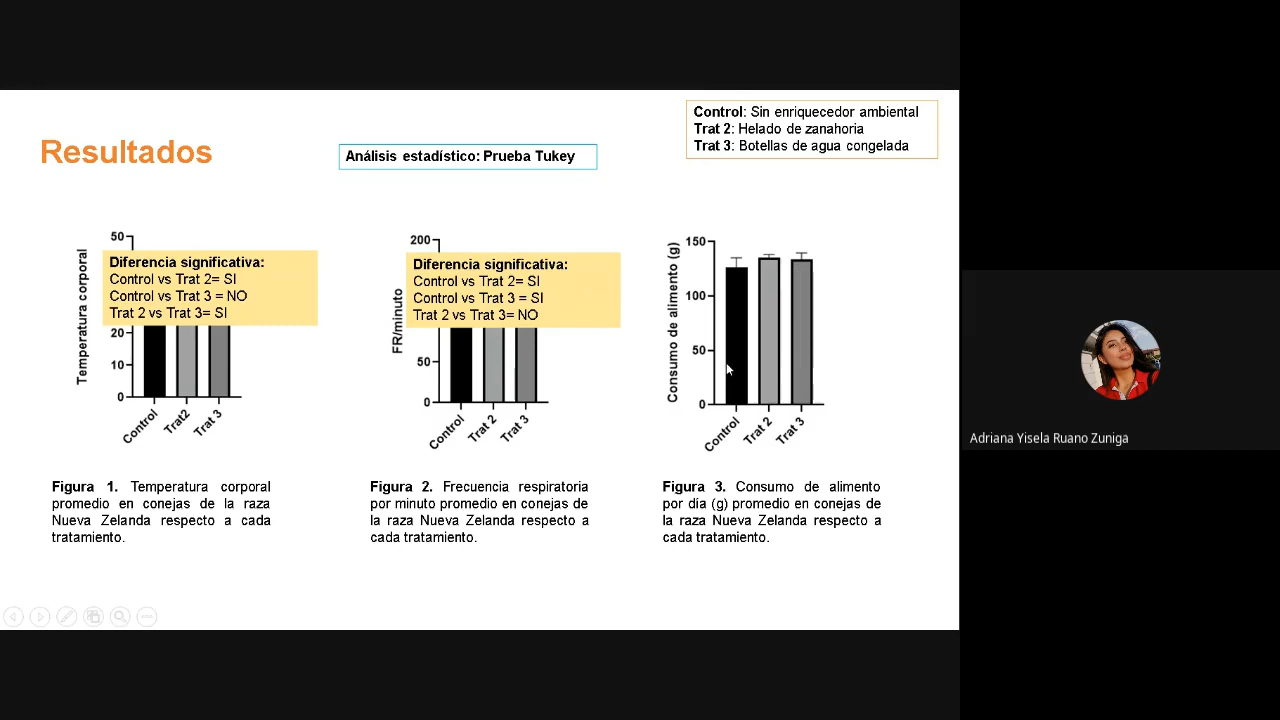 Control: Sin enriquecedor ambiental
Trat 2: Helado de zanahoria
Trat 3: Botellas de agua congelada
Resultados
Análisis estadístico: Prueba Tukey
Temperatura corporal
50
20
10
0
Diferencia significativa:
Control vs Trat 2= SI
Control vs Trat 3 = NO
Trat 2 vs Trat 3= SI
Control
Trat2
Trat 3
FR/minuto
200
50
0
Diferencia significativa:
Control vs Trat 2= SI
Control vs Trat 3 = SI
Trat 2 vs Trat 3= NO
Control
Trat 2
Trat 3
Consumo de alimento (g)
150
100
50
0
Control
Trat 2
Trat 3
Figura 1. Temperatura corporal
promedio en conejas de la raza
Nueva Zelanda respecto a cada
tratamiento.
Figura 2. Frecuencia respiratoria
por minuto promedio en conejas de
la raza Nueva Zelanda respecto a
cada tratamiento.
Figura 3. Consumo de alimento
por día (g) promedio en conejas de
la raza Nueva Zelanda respecto a
cada tratamiento.
Adriana Yisela Ruano Zuniga